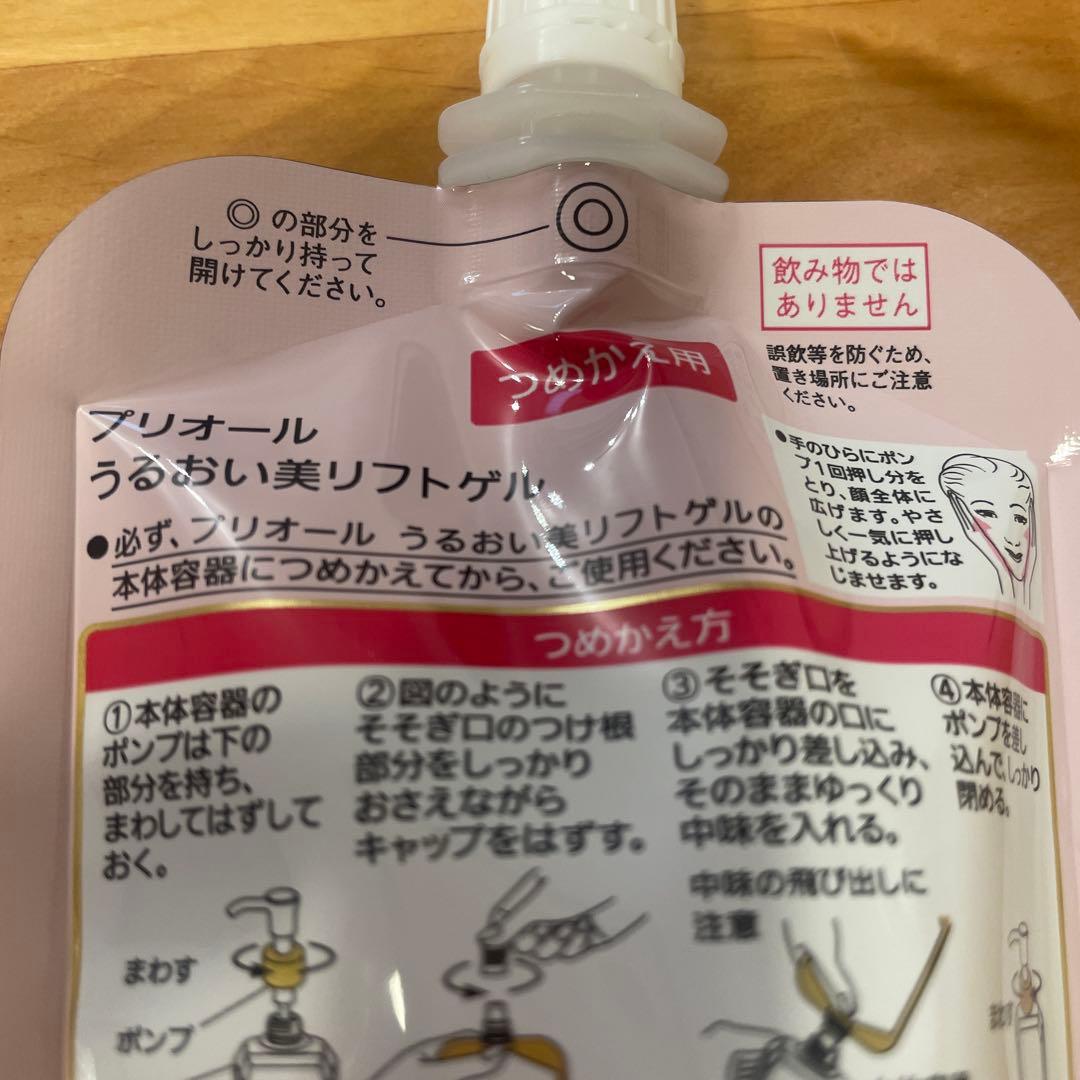 ◎の部分を
しっかり持って
開けてください。
飲み物では
ありません
誤飲等を防ぐため、
置き場所にご注意
ください。
つめかえ用
プリオール
うるおい美リフトゲル
●必ず、プリオール うるおい美リフトゲルの
本体容器につめかえてから、ご使用ください。
●手のひらにポン
プ1回押し分を
とり、顔全体に
広げます。やさ
しく一気に押し
上げるようにな
じませます。
つめかえ方
①本体容器の
ポンプは下の
部分を持ち、
まわしてはずして
おく。
②図のように
そそぎ口のつけ根
部分をしっかり
おさえながら
キャップをはずす。
③そそぎ口を
本体容器の口に
しっかり差し込み、
そのままゆっくり
中味を入れる。
中味の飛び出しに
注意
④本体容器に
ポンプを差し
込んで、しっかり
閉める。
まわす
ポンプ
まわす